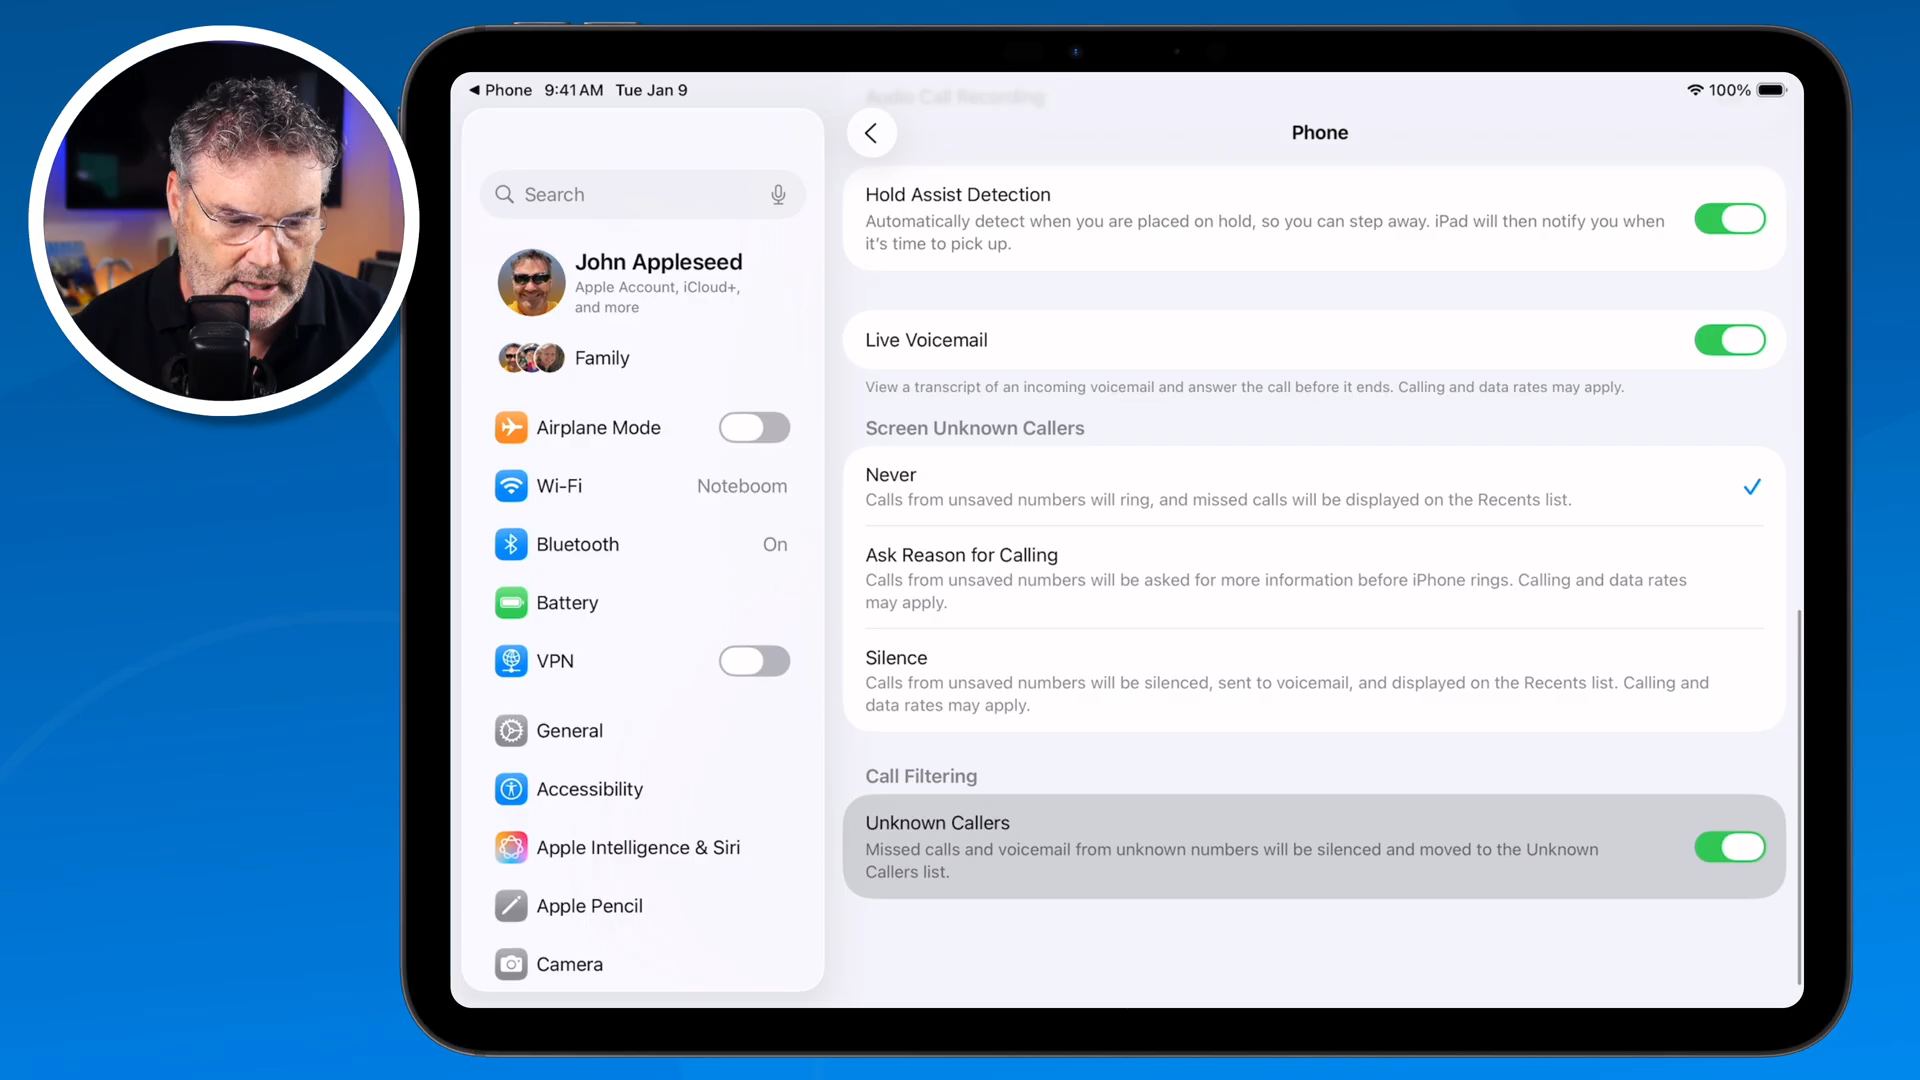 Phone 9:41 AM Tue Jan 9
100%
Audio Call Recording
Phone
Search
John Appleseed
Apple Account, iCloud+,
and more
Family
Airplane Mode
Wi-Fi Noteboom
Bluetooth On
Battery
VPN
General
Accessibility
Apple Intelligence & Siri
Apple Pencil
Camera
Hold Assist Detection
Automatically detect when you are placed on hold, so you can step away. iPad will then notify you when
it's time to pick up.
Live Voicemail
View a transcript of an incoming voicemail and answer the call before it ends. Calling and data rates may apply.
Screen Unknown Callers
Never
Calls from unsaved numbers will ring, and missed calls will be displayed on the Recents list.
Ask Reason for Calling
Calls from unsaved numbers will be asked for more information before iPhone rings. Calling and data rates
may apply.
Silence
Calls from unsaved numbers will be silenced, sent to voicemail, and displayed on the Recents list. Calling and
data rates may apply.
Call Filtering
Unknown Callers
Missed calls and voicemail from unknown numbers will be silenced and moved to the Unknown
Callers list.